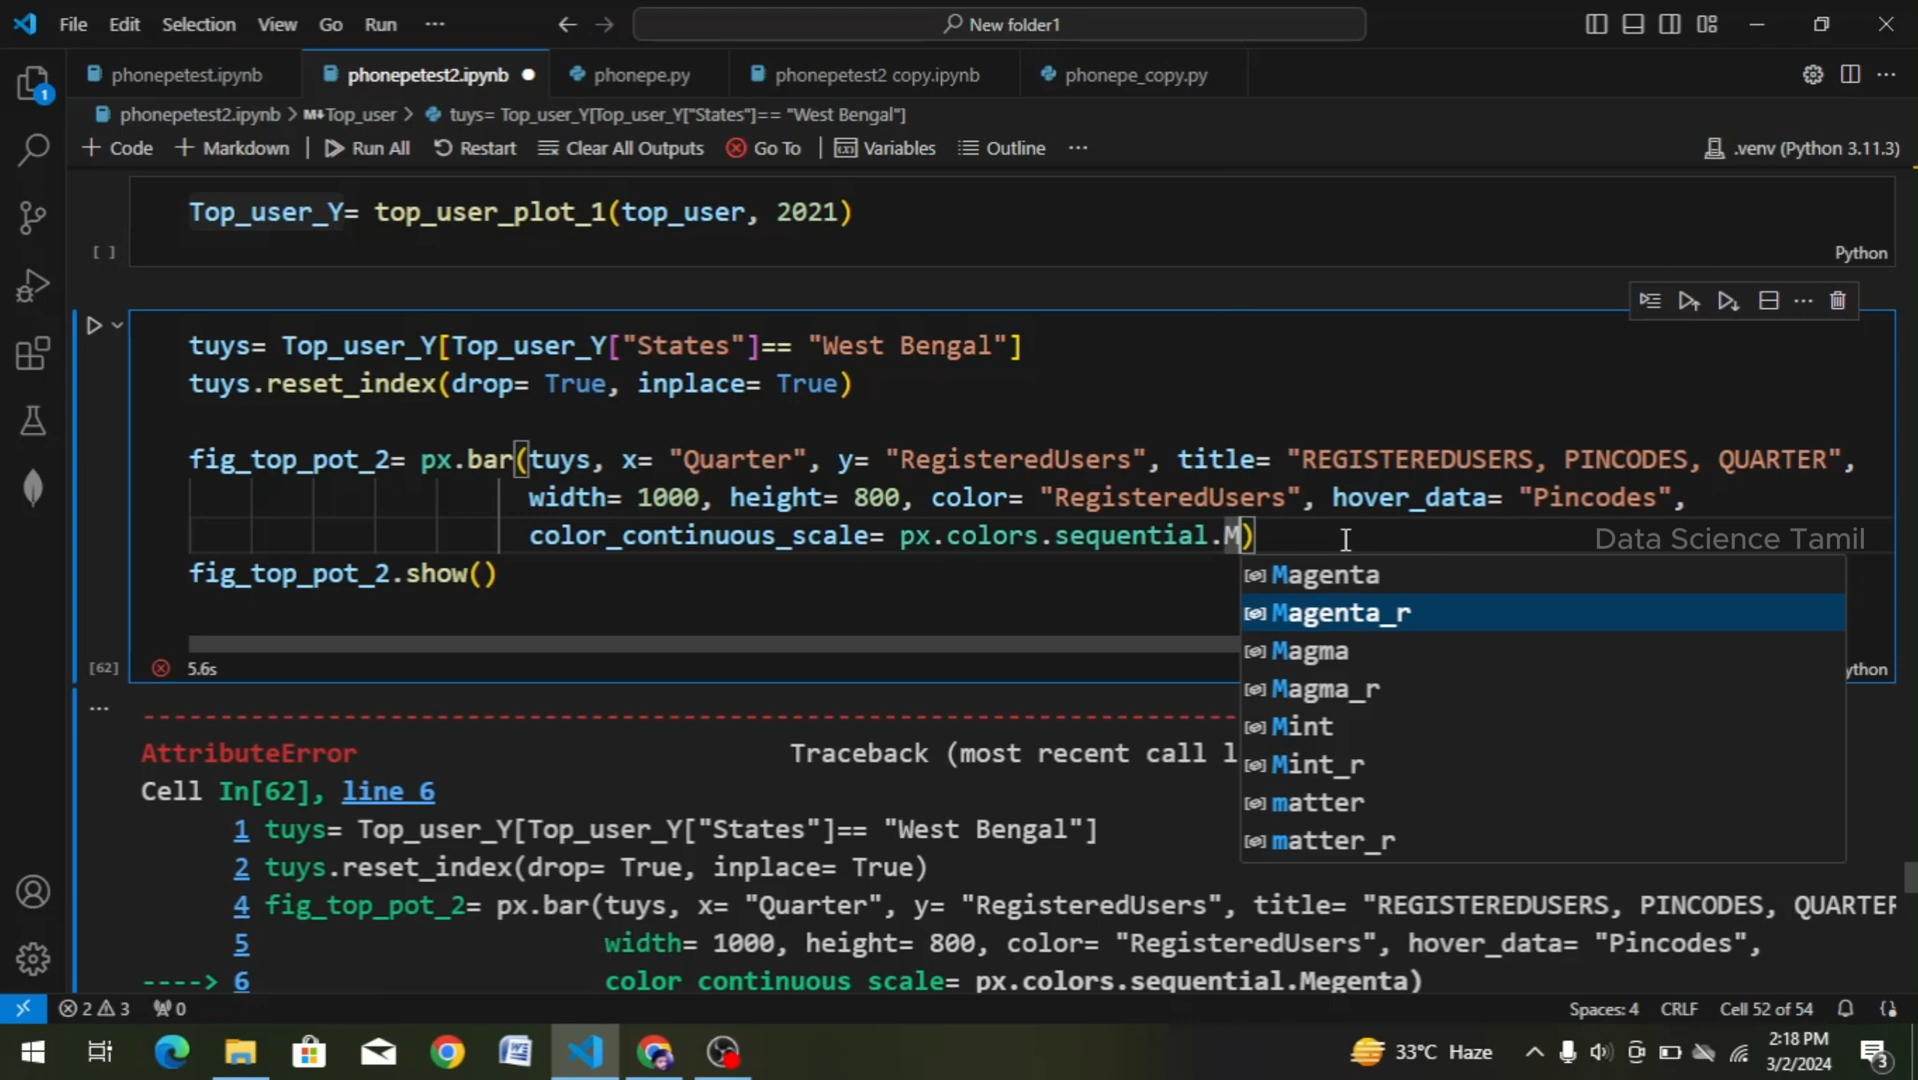 File Edit Selection View Go Run ... New folder1
phonepetest.ipynb phonepetest2.ipynb phonepe.py phonepetest2 copy.ipynb phonepe_copy.py
phonepetest2.ipynb > M↓Top_user > tuys= Top_user_Y[Top_user_Y["States"]== "West Bengal"]
+ Code + Markdown Run All Restart Clear All Outputs Go To Variables Outline ... .venv (Python 3.11.3)
Top_user_Y= top_user_plot_1(top_user, 2021)
[ ] Python
tuys= Top_user_Y[Top_user_Y["States"]== "West Bengal"]
tuys.reset_index(drop= True, inplace= True)
fig_top_pot_2= px.bar(tuys, x= "Quarter", y= "RegisteredUsers", title= "REGISTEREDUSERS, PINCODES, QUARTER",
width= 1000, height= 800, color= "RegisteredUsers", hover_data= "Pincodes",
color_continuous_scale= px.colors.sequential.M)
Data Science Tamil
fig_top_pot_2.show()
Magenta
Magenta_r
Magma
Magma_r
Mint
Mint_r
matter
matter_r
[62] 5.6s ython
...
--------------------------------------------------
AttributeError Traceback (most recent call l
Cell In[62], line 6
1 tuys= Top_user_Y[Top_user_Y["States"]== "West Bengal"]
2 tuys.reset_index(drop= True, inplace= True)
4 fig_top_pot_2= px.bar(tuys, x= "Quarter", y= "RegisteredUsers", title= "REGISTEREDUSERS, PINCODES, QUARTER
5 width= 1000, height= 800, color= "RegisteredUsers", hover_data= "Pincodes",
----> 6 color_continuous_scale= px.colors.sequential.Megenta)
2 3 0 Spaces: 4 CRLF Cell 52 of 54 {}
33°C Haze 2:18 PM
3/2/2024 3
1